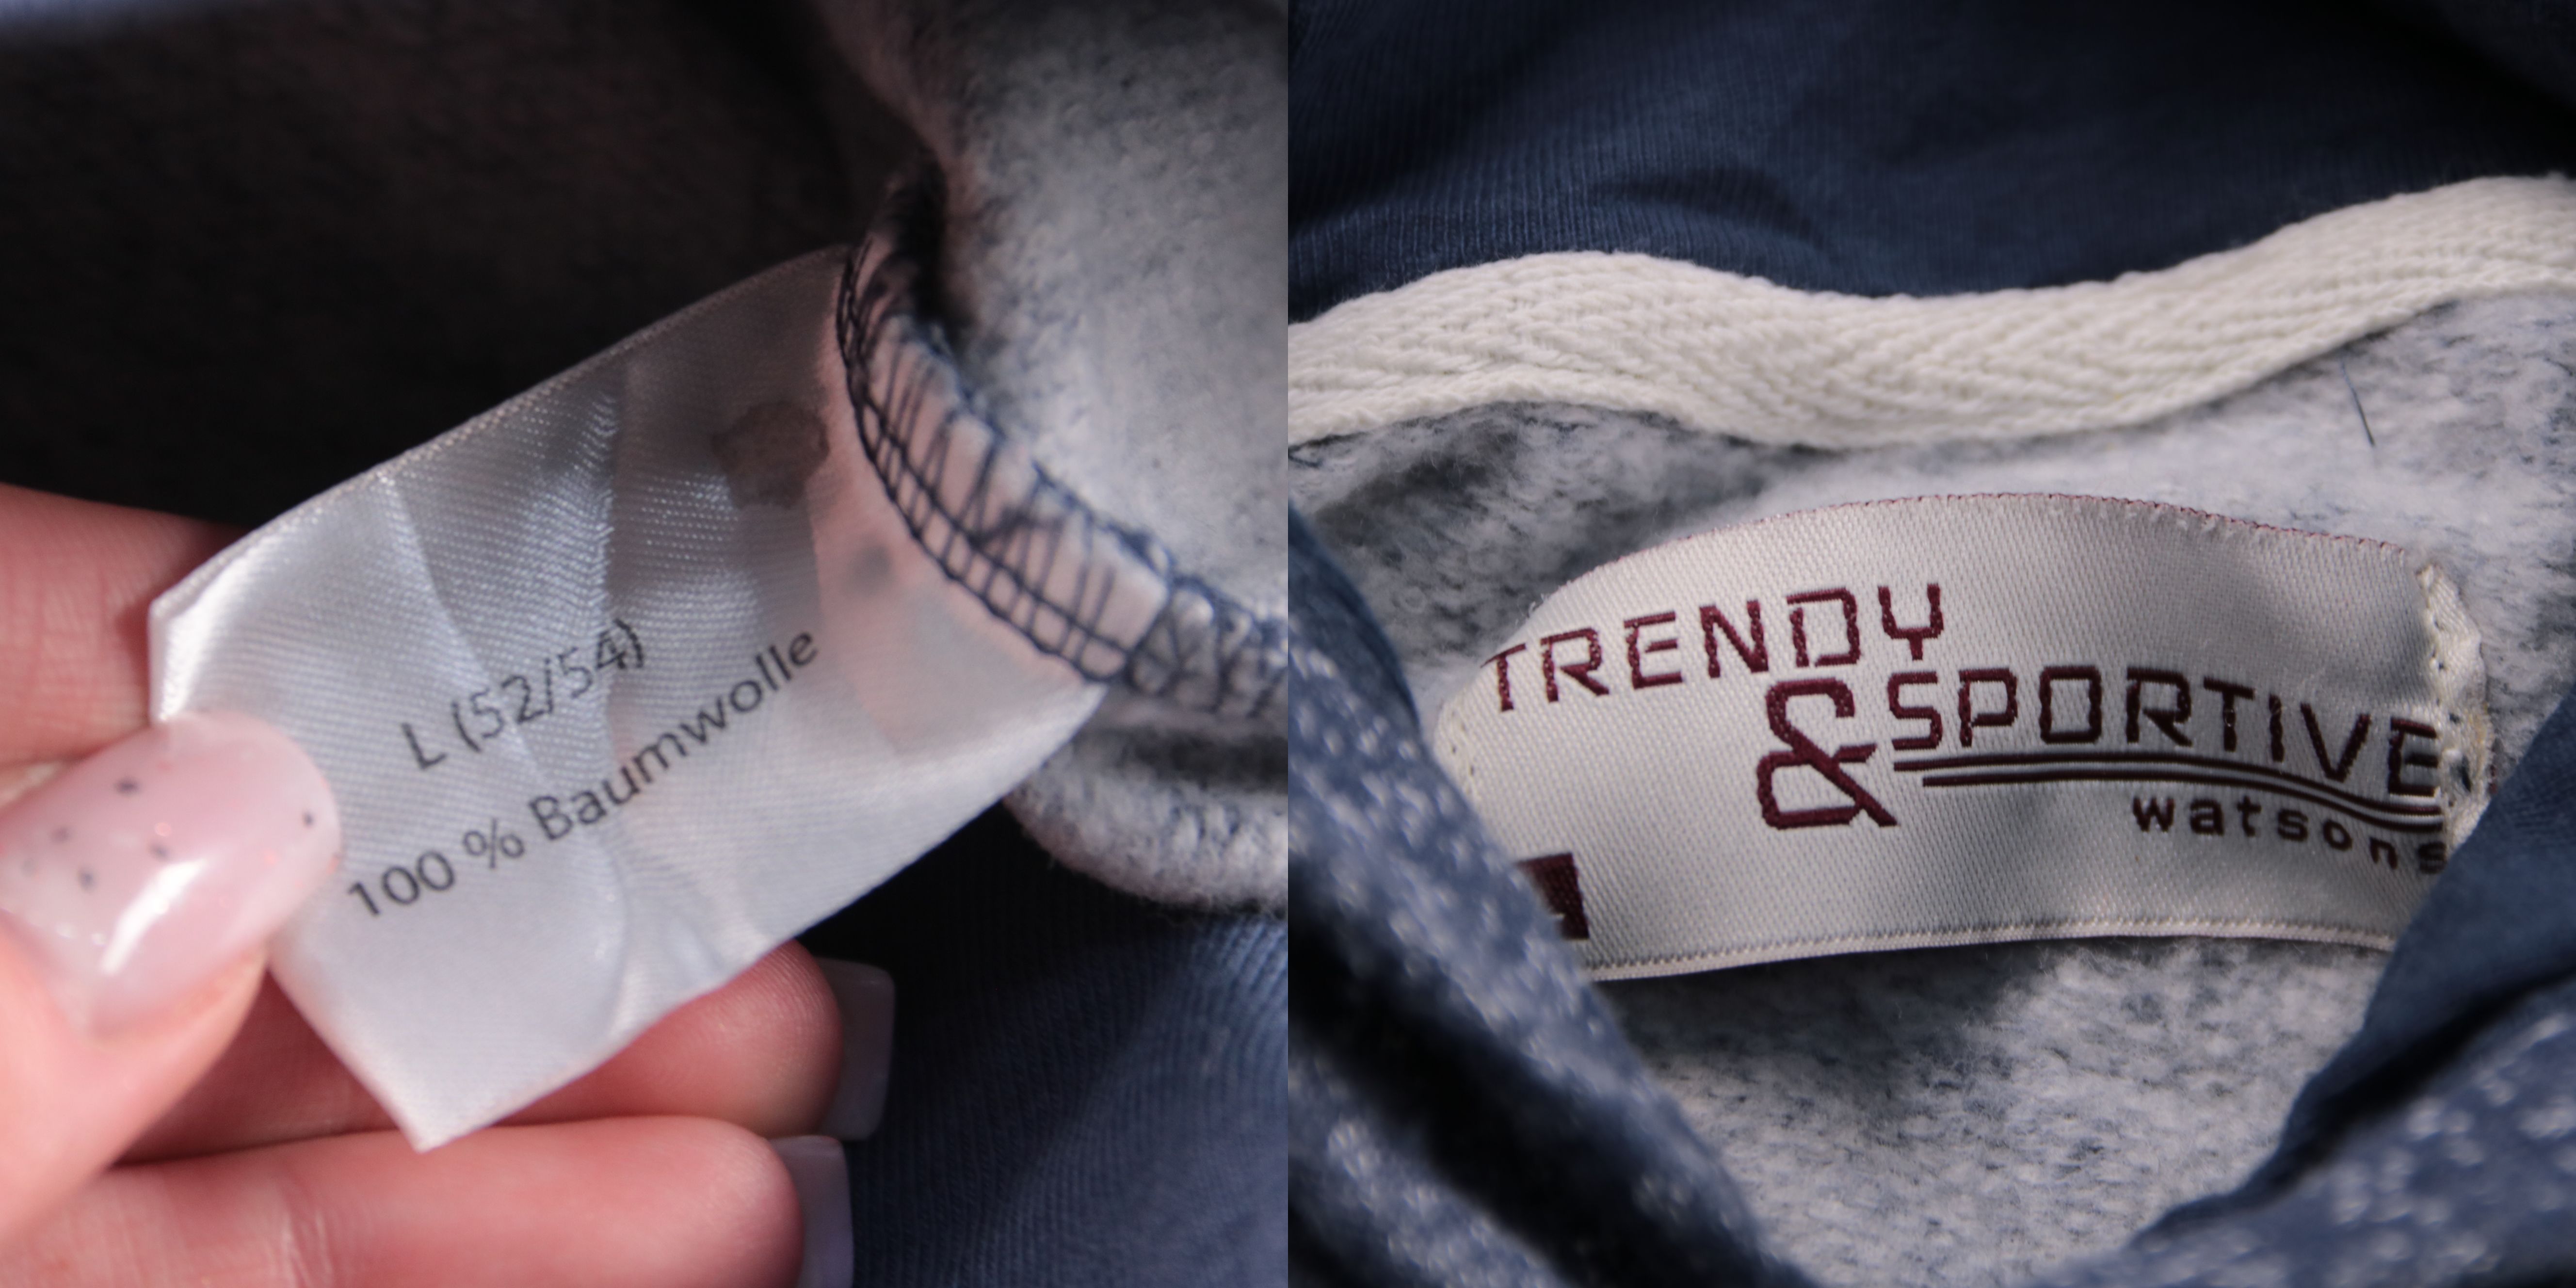 L (52/54)
100 % Baumwolle
TRENDY
& SPORTIVE
watsons